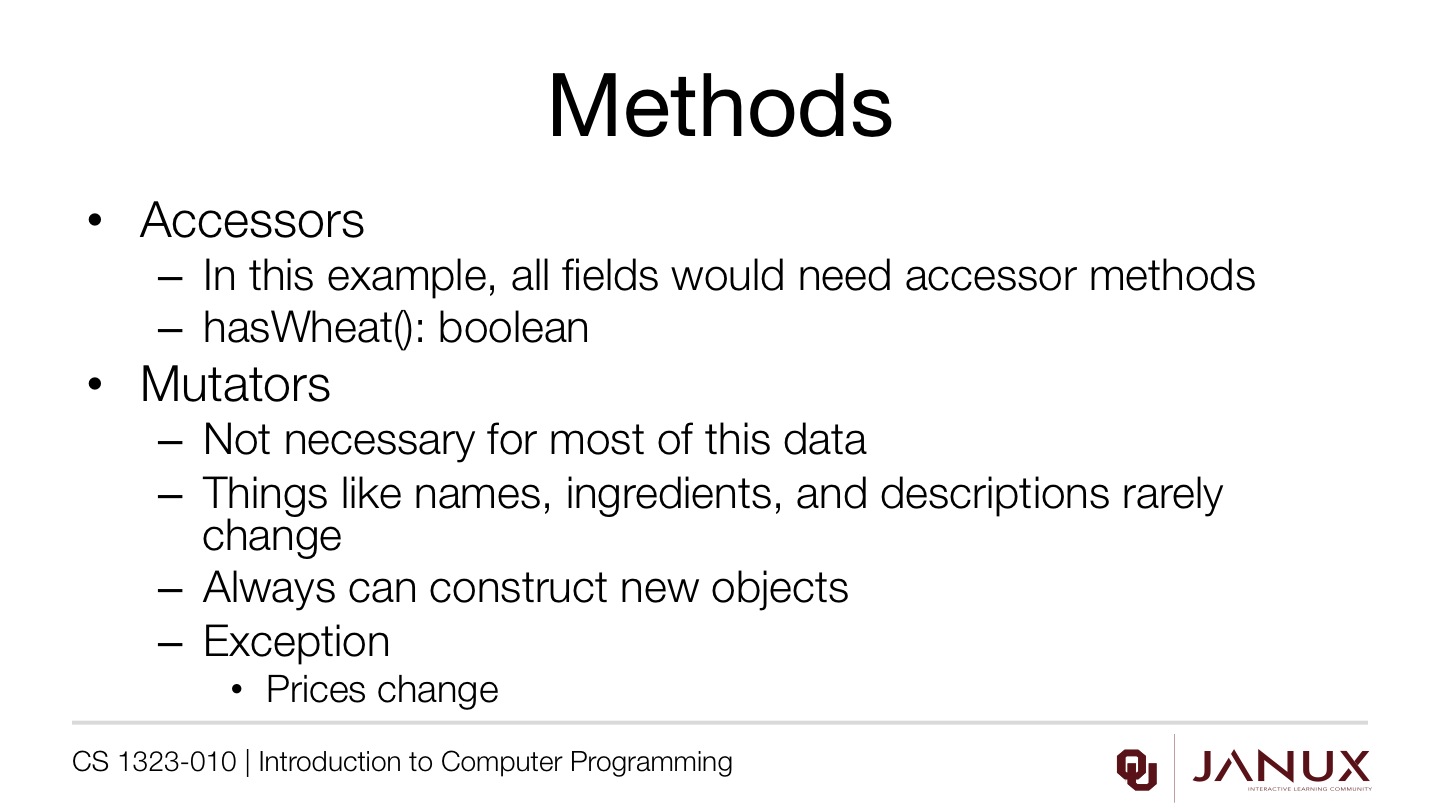 Methods
• Accessors
– In this example, all fields would need accessor methods
– hasWheat(): boolean
• Mutators
– Not necessary for most of this data
– Things like names, ingredients, and descriptions rarely
change
– Always can construct new objects
– Exception
• Prices change
CS 1323-010 | Introduction to Computer Programming
OU
JANUX
INTERACTIVE LEARNING COMMUNITY